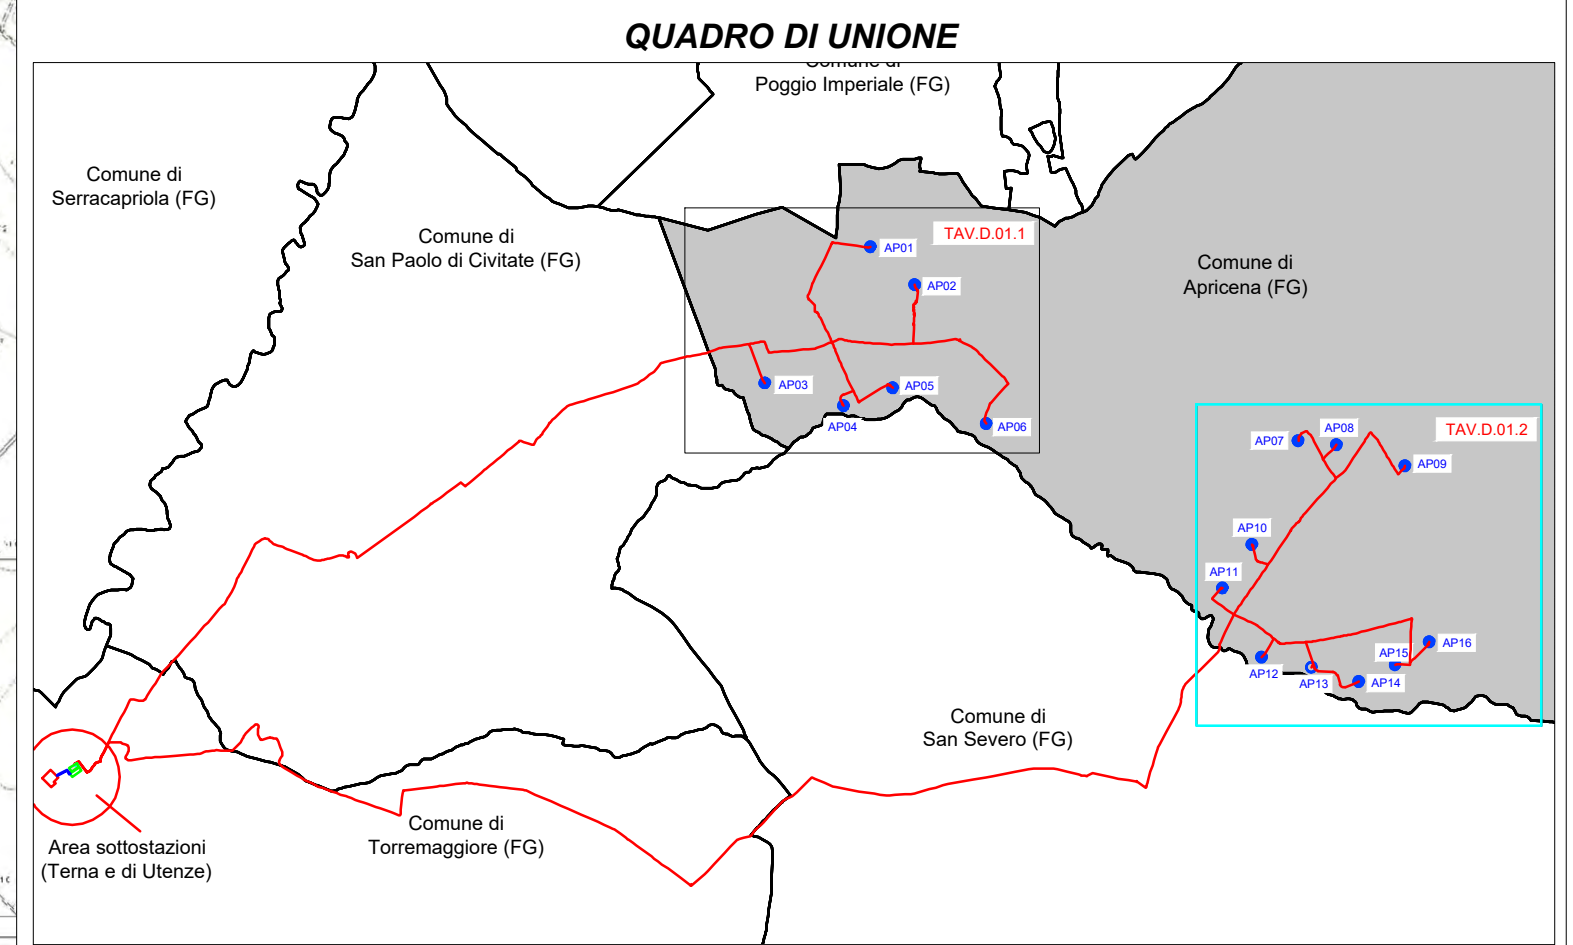 QUADRO DI UNIONE
Comune di
Poggio Imperiale (FG)
Comune di
Serracapriola (FG)
Comune di
San Paolo di Civitate (FG)
TAV.D.01.1
AP01
AP02
Comune di
Apricena (FG)
AP03
AP05
AP04
AP06
TAV.D.01.2
AP07
AP08
AP09
AP10
AP11
AP12
AP13
AP14
AP15
AP16
Comune di
San Severo (FG)
Comune di
Torremaggiore (FG)
Area sottostazioni
(Terna e di Utenze)